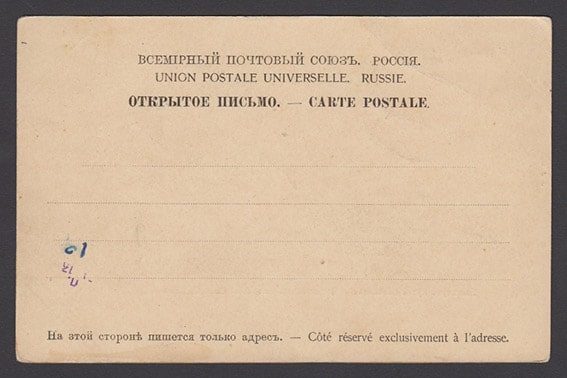 ВСЕМІРНЫЙ ПОЧТОВЫЙ СОЮЗЪ. РОССІЯ.
UNION POSTALE UNIVERSELLE. RUSSIE.
ОТКРЫТОЕ ПИСЬМО. — CARTE POSTALE.
На этой сторонѣ пишется только адресъ. — Côté réservé exclusivement à l'adresse.